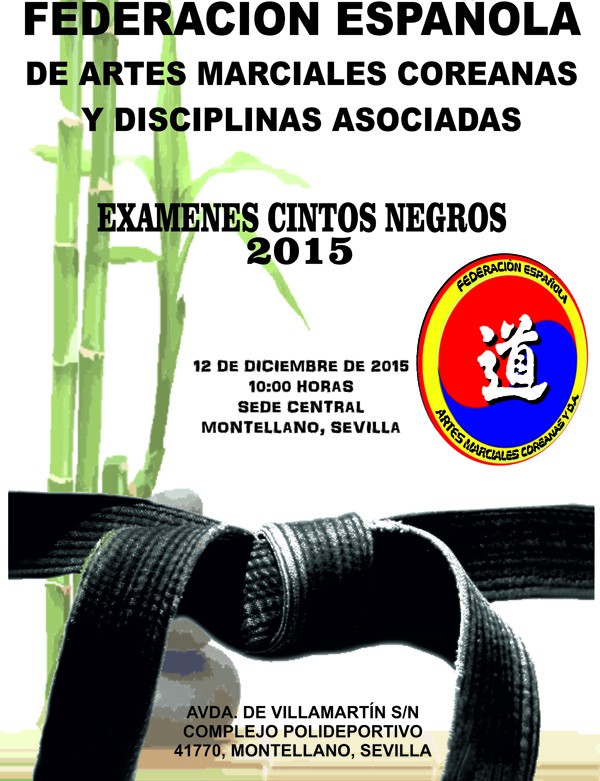 FEDERACION ESPAÑOLA
DE ARTES MARCIALES COREANAS
Y DISCIPLINAS ASOCIADAS
EXAMENES CINTOS NEGROS
2015
FEDERACIÓN ESPAÑOLA
道
ARTES MARCIALES COREANAS Y D.A.
12 DE DICIEMBRE DE 2015
10:00 HORAS
SEDE CENTRAL
MONTELLANO, SEVILLA
AVDA. DE VILLAMARTÍN S/N
COMPLEJO POLIDEPORTIVO
41770, MONTELLANO, SEVILLA